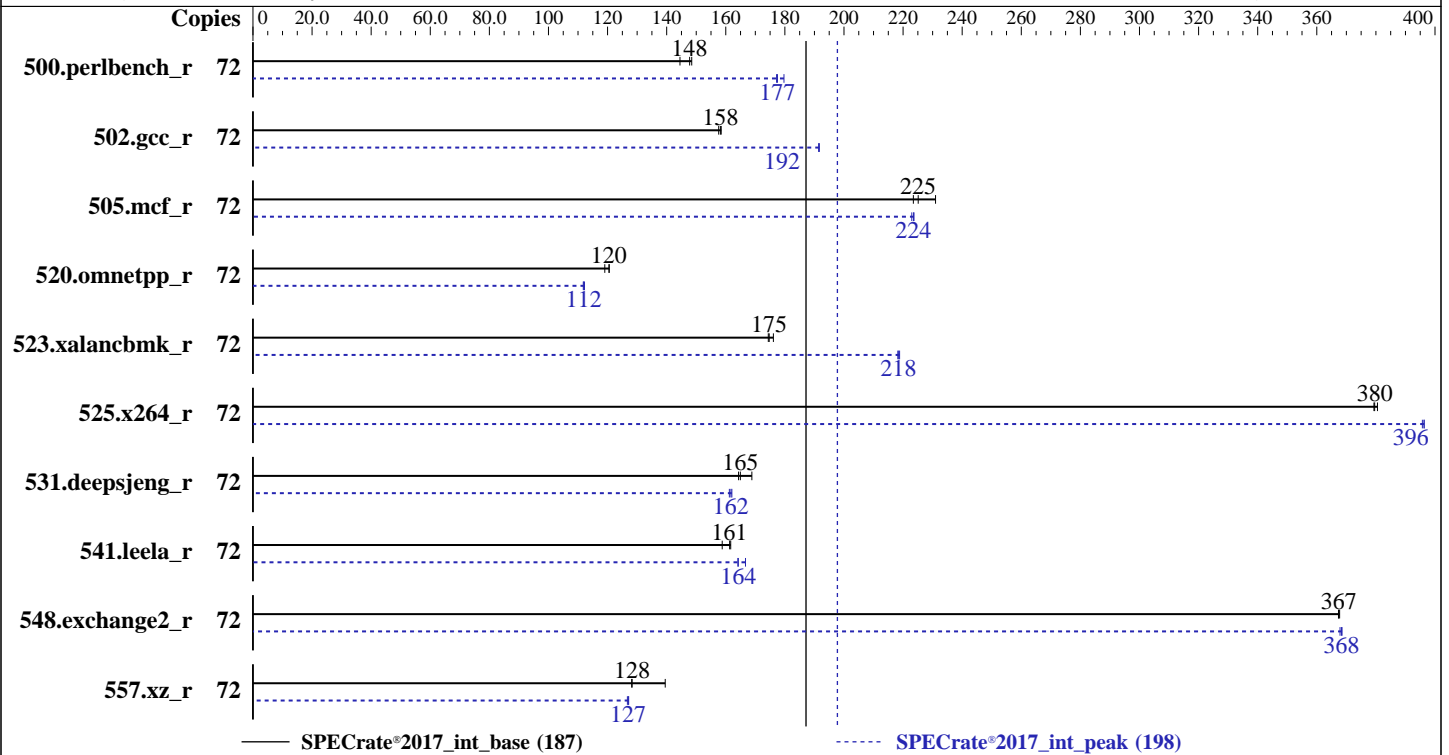 Copies 0 20.0 40.0 60.0 80.0 100 120 140 160 180 200 220 240 260 280 300 320 340 360 400
148
500.perlbench_r 72
177
158
502.gcc_r 72
192
225
505.mcf_r 72
224
120
520.omnetpp_r 72
112
175
523.xalancbmk_r 72
218
380
525.x264_r 72
396
165
531.deepsjeng_r 72
162
161
541.leela_r 72
164
367
548.exchange2_r 72
368
128
557.xz_r 72
127
SPECrate®2017_int_base (187) SPECrate®2017_int_peak (198)